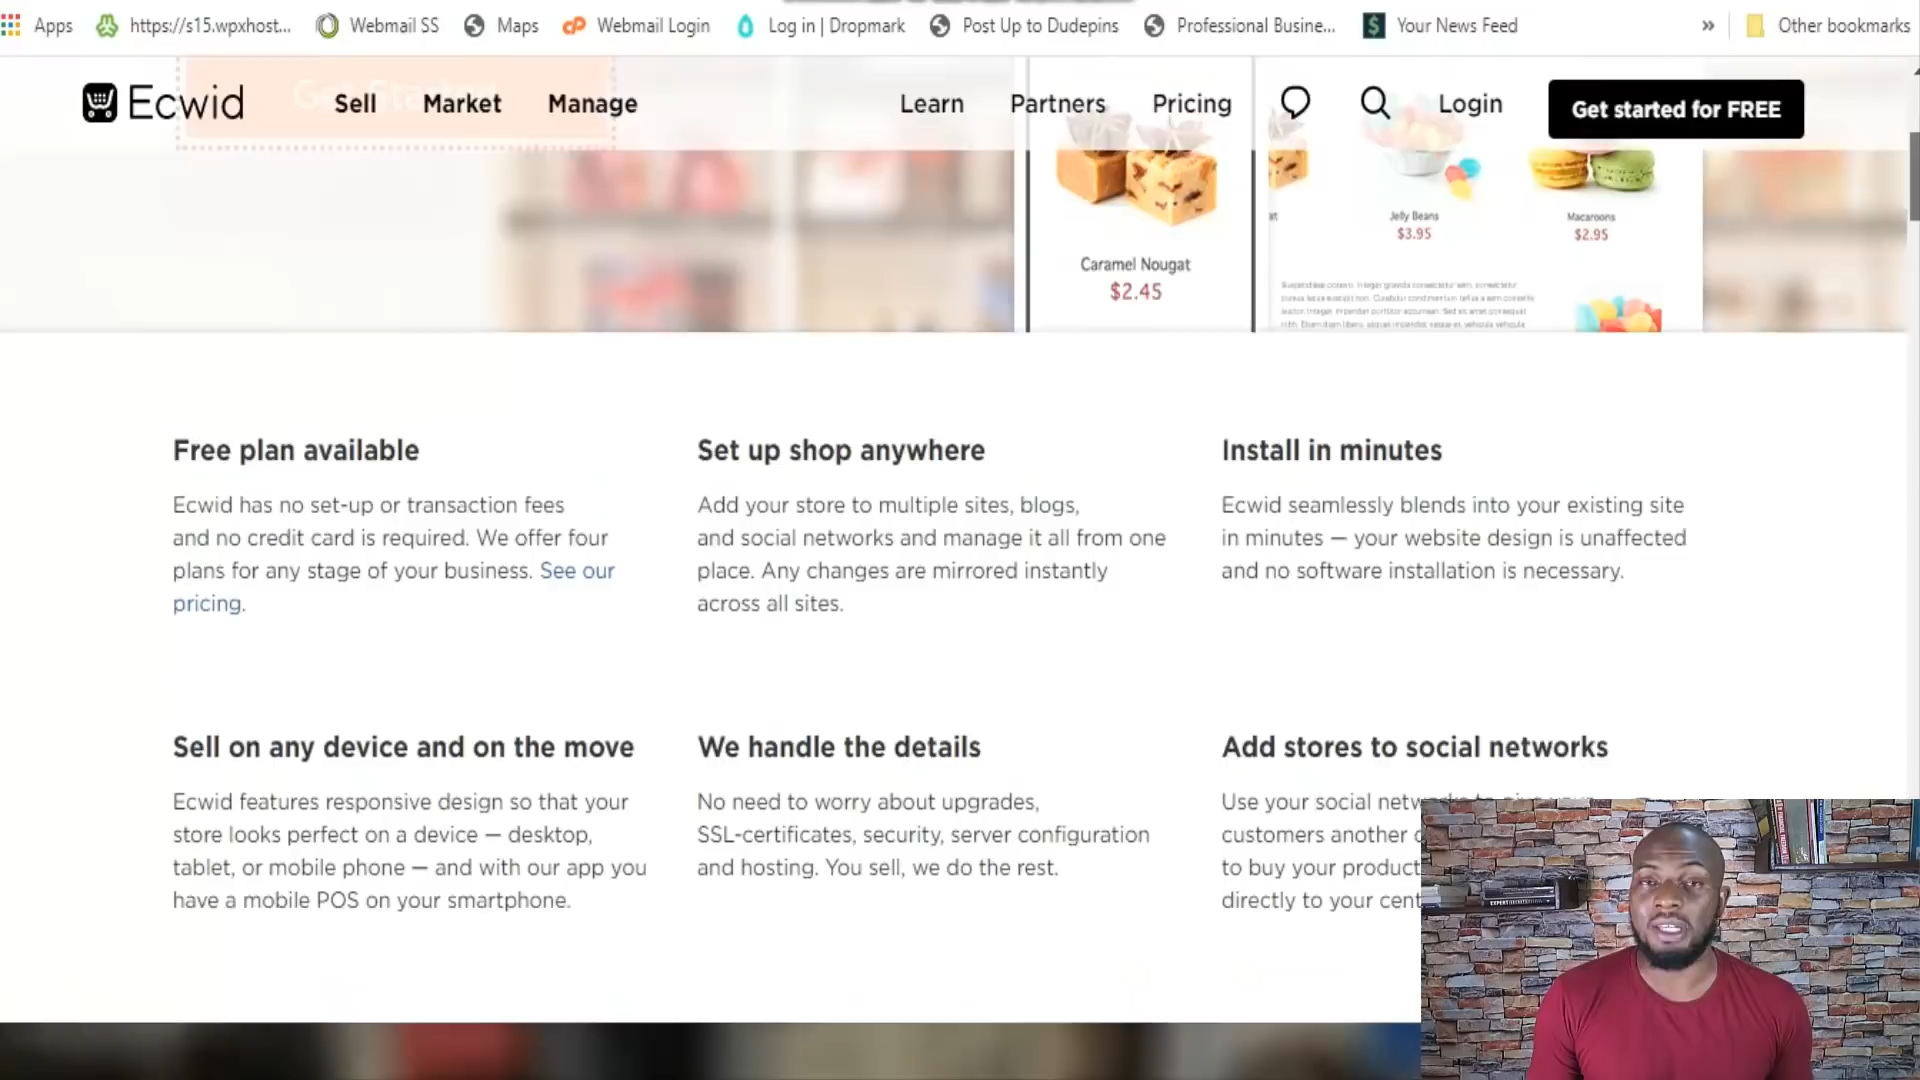 Apps
https://s15.wpxhost...
Webmail SS
Maps
Webmail Login
Log in | Dropmark
Post Up to Dudepins
Professional Busine...
Your News Feed
»
Other bookmarks
Ecwid
Sell
Market
Manage
Learn
Partners
Pricing
Login
Get started for FREE
Caramel Nougat
$2.45
Jelly Beans
$3.95
Macaroons
$2.95
Free plan available
Ecwid has no set-up or transaction fees
and no credit card is required. We offer four
plans for any stage of your business. See our
pricing.
Set up shop anywhere
Add your store to multiple sites, blogs,
and social networks and manage it all from one
place. Any changes are mirrored instantly
across all sites.
Install in minutes
Ecwid seamlessly blends into your existing site
in minutes — your website design is unaffected
and no software installation is necessary.
Sell on any device and on the move
Ecwid features responsive design so that your
store looks perfect on a device — desktop,
tablet, or mobile phone — and with our app you
have a mobile POS on your smartphone.
We handle the details
No need to worry about upgrades,
SSL-certificates, security, server configuration
and hosting. You sell, we do the rest.
Add stores to social networks
Use your social
customers another
to buy your product
directly to your cent